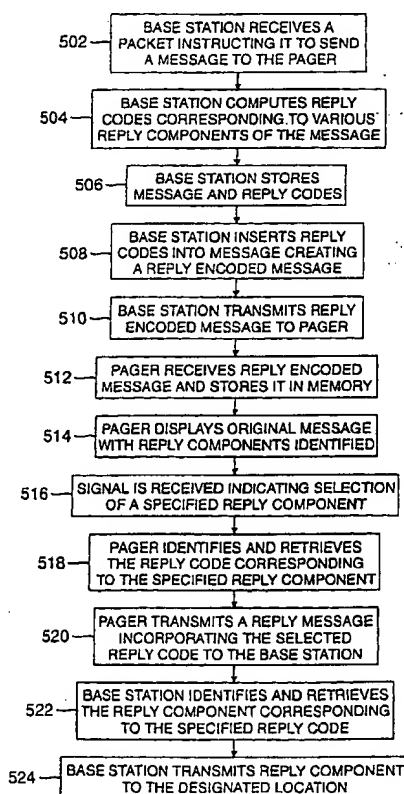 502
BASE STATION RECEIVES A
PACKET INSTRUCTING IT TO SEND
A MESSAGE TO THE PAGER
504
BASE STATION COMPUTES REPLY
CODES CORRESPONDING TO VARIOUS
REPLY COMPONENTS OF THE MESSAGE
506
BASE STATION STORES
MESSAGE AND REPLY CODES
508
BASE STATION INSERTS REPLY
CODES INTO MESSAGE CREATING
A REPLY ENCODED MESSAGE
510
BASE STATION TRANSMITS REPLY
ENCODED MESSAGE TO PAGER
512
PAGER RECEIVES REPLY ENCODED
MESSAGE AND STORES IT IN MEMORY
514
PAGER DISPLAYS ORIGINAL MESSAGE
WITH REPLY COMPONENTS IDENTIFIED
516
SIGNAL IS RECEIVED INDICATING SELECTION
OF A SPECIFIED REPLY COMPONENT
518
PAGER IDENTIFIES AND RETRIEVES
THE REPLY CODE CORRESPONDING
TO THE SPECIFIED REPLY COMPONENT
520
PAGER TRANSMITS A REPLY MESSAGE
INCORPORATING THE SELECTED
REPLY CODE TO THE BASE STATION
522
BASE STATION IDENTIFIES AND RETRIEVES
THE REPLY COMPONENT CORRESPONDING
TO THE SPECIFIED REPLY CODE
524
BASE STATION TRANSMITS REPLY COMPONENT
TO THE DESIGNATED LOCATION